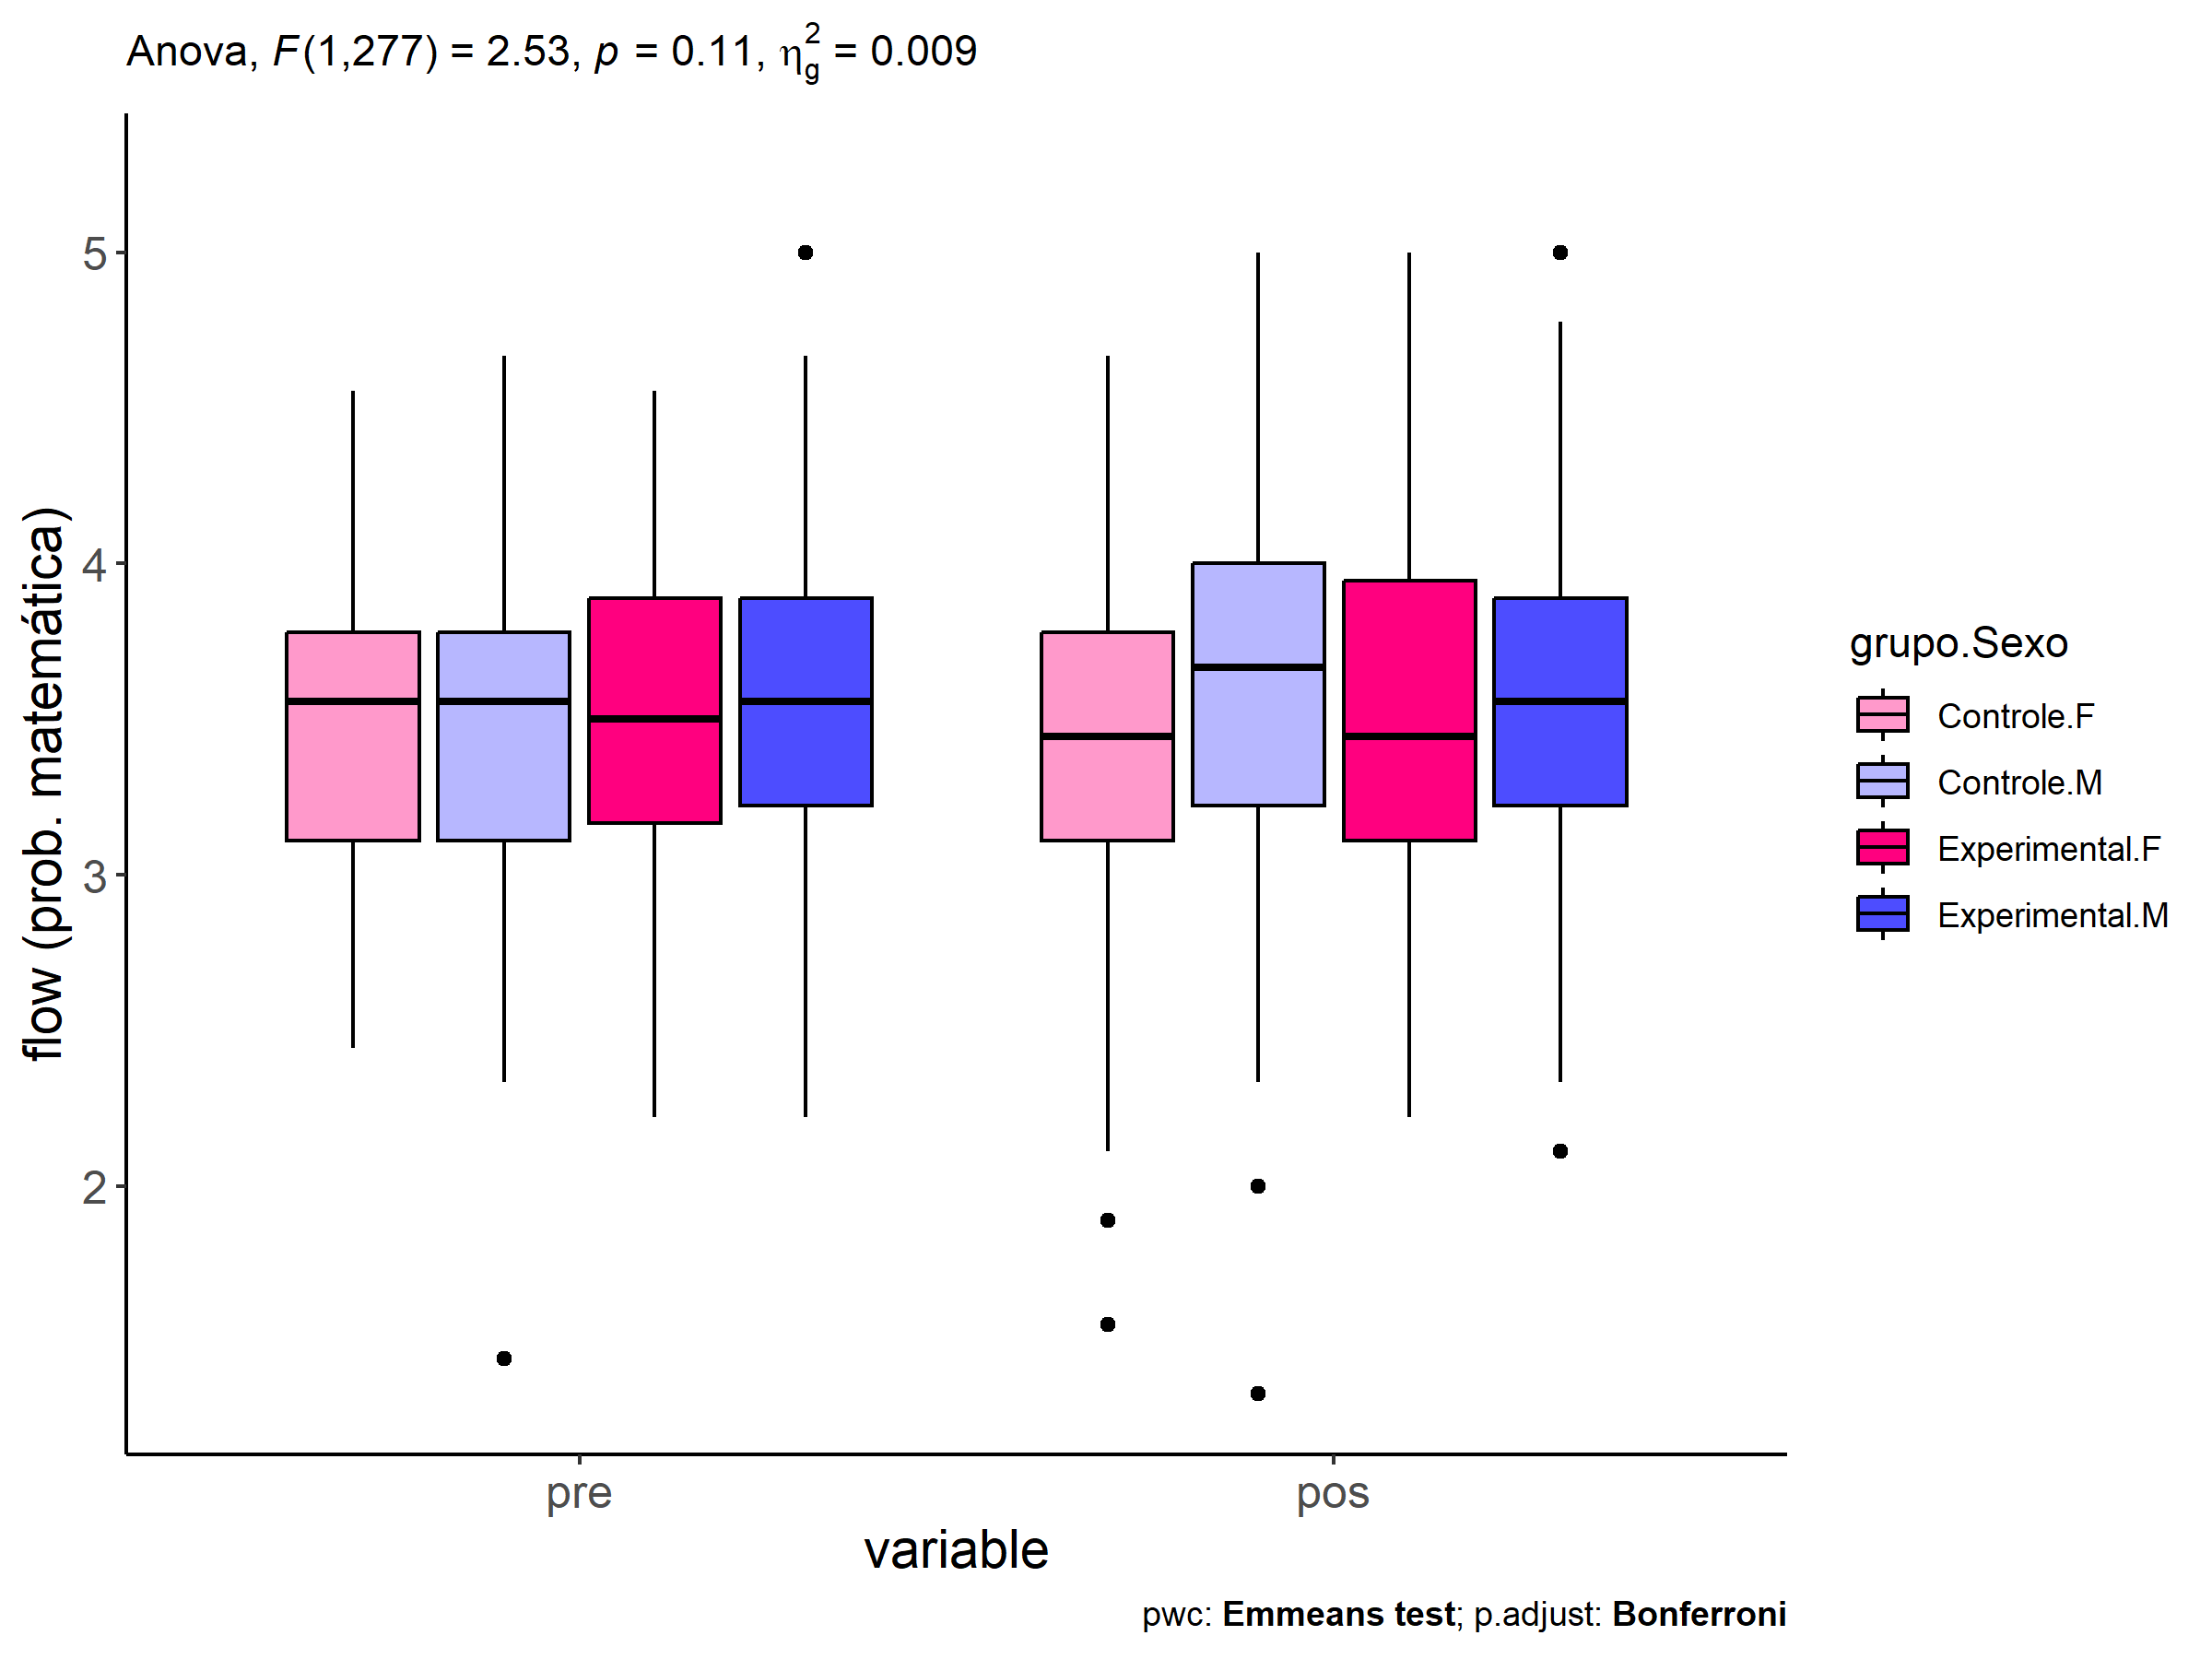 Anova, F(1,277) = 2.53, p = 0.11, η²g = 0.009
flow (prob. matemática)
5
4
3
2
pre
pos
variable
grupo.Sexo
Controle.F
Controle.M
Experimental.F
Experimental.M
pwc: Emmeans test; p.adjust: Bonferroni